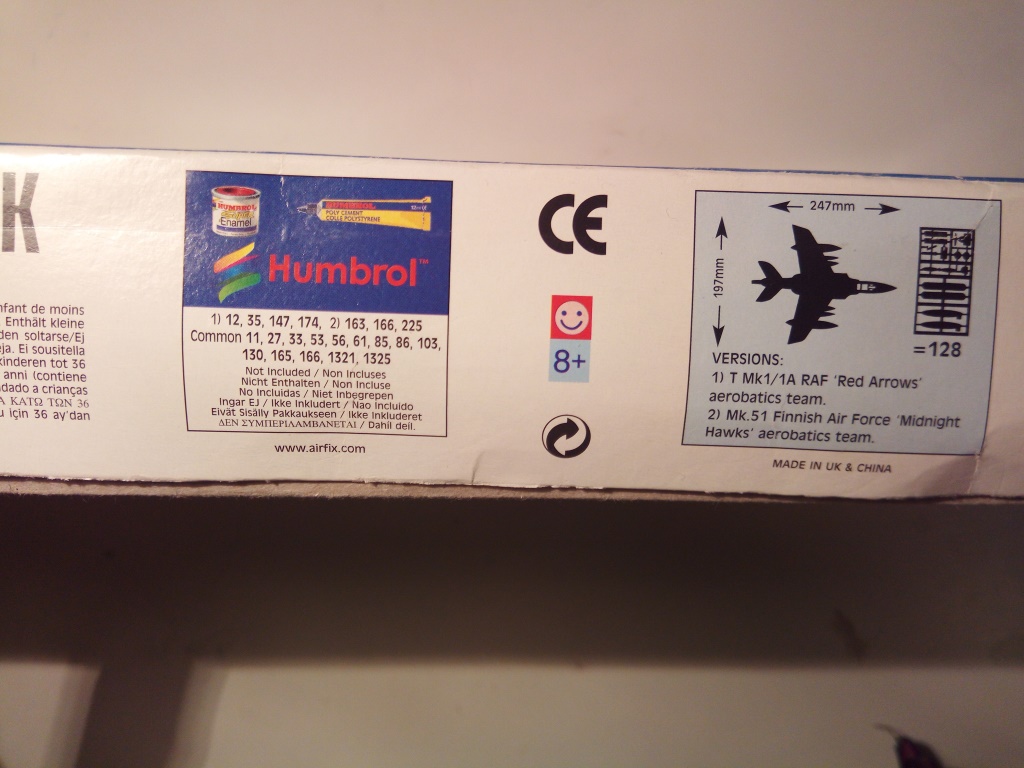 K
nfant de moins
Enthält kleine
den soltarse/Ej
eja. Ei sousitella
kinderen tot 36
anni (contiene
ndado a crianças
A ΚΑΤΩ ΤΩΝ 36
u için 36 ay'dan
HUMBROL
Enamel
HUMBROL
POLY CEMENT
COLLE POLYSTYRENE
Humbrol™
1) 12, 35, 147, 174, 2) 163, 166, 225
Common 11, 27, 33, 53, 56, 61, 85, 86, 103,
130, 165, 166, 1321, 1325
Not Included / Non Incluses
Nicht Enthalten / Non Incluse
No Incluidas / Niet Inbegrepen
Ingar EJ / Ikke Inkludert / Nao Incluido
Eivät Sisälly Pakkaukseen / Ikke Inkluderet
ΔΕΝ ΣΥΜΠΕΡΙΛΑΜΒΑΝΕΤΑΙ / Dahil deil.
www.airfix.com
CE
8+
247mm
197mm
=128
VERSIONS:
1) T Mk1/1A RAF 'Red Arrows'
aerobatics team.
2) Mk.51 Finnish Air Force 'Midnight
Hawks' aerobatics team.
MADE IN UK & CHINA